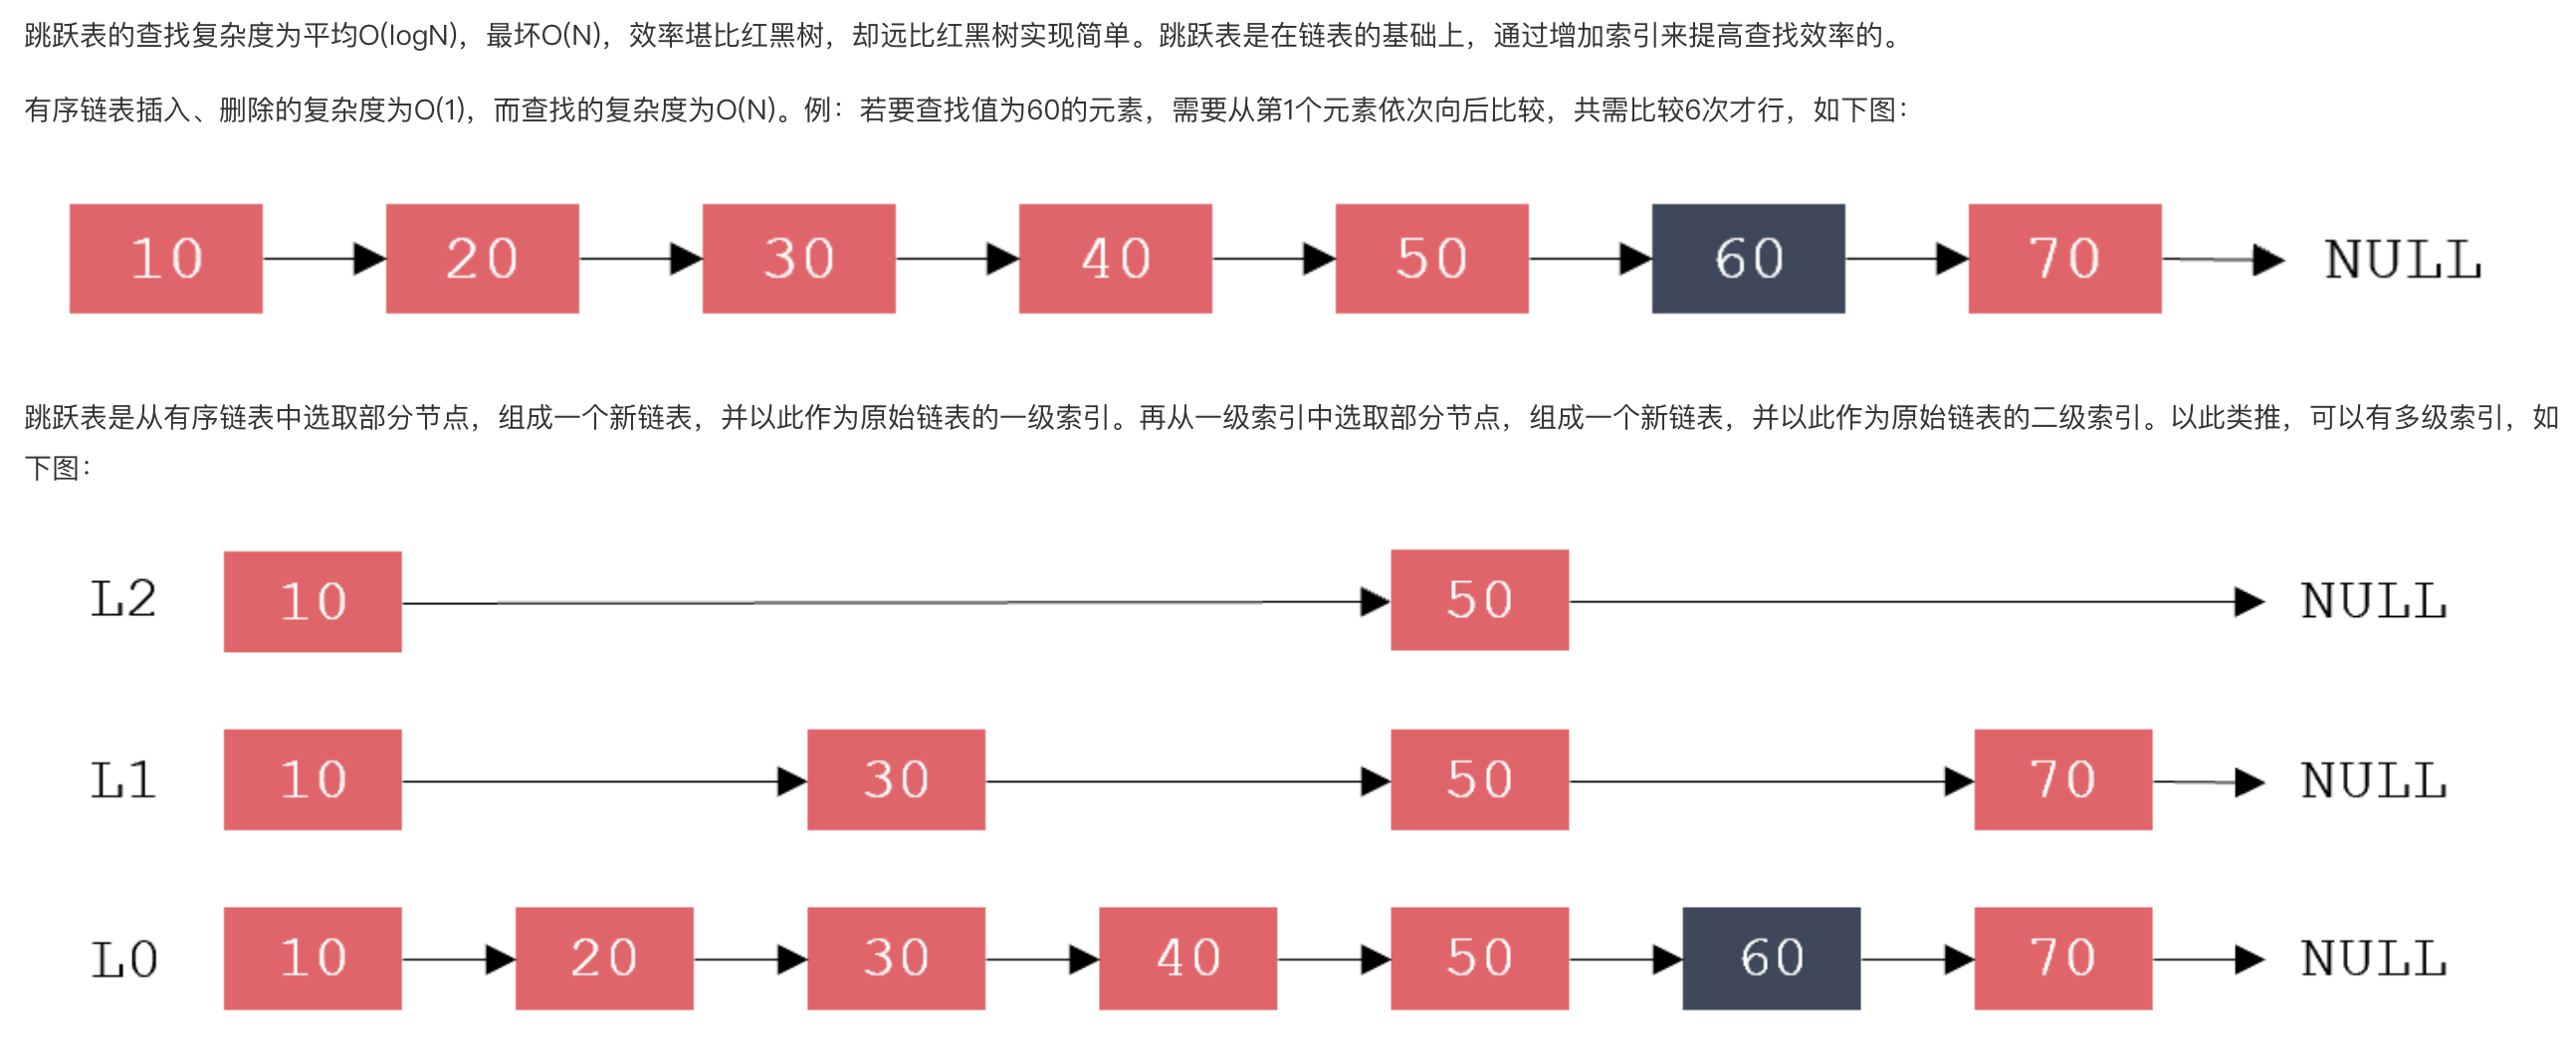 跳跃表的查找复杂度为平均O(logN)，最坏O(N)，效率堪比红黑树，却远比红黑树实现简单。跳跃表是在链表的基础上，通过增加索引来提高查找效率的。
有序链表插入、删除的复杂度为O(1)，而查找的复杂度为O(N)。例：若要查找值为60的元素，需要从第1个元素依次向后比较，共需比较6次才行，如下图：
10 20 30 40 50 60 70 NULL
跳跃表是从有序链表中选取部分节点，组成一个新链表，并以此作为原始链表的一级索引。再从一级索引中选取部分节点，组成一个新链表，并以此作为原始链表的二级索引。以此类推，可以有多级索引，如
下图：
L2 10 50 NULL
L1 10 30 50 70 NULL
L0 10 20 30 40 50 60 70 NULL